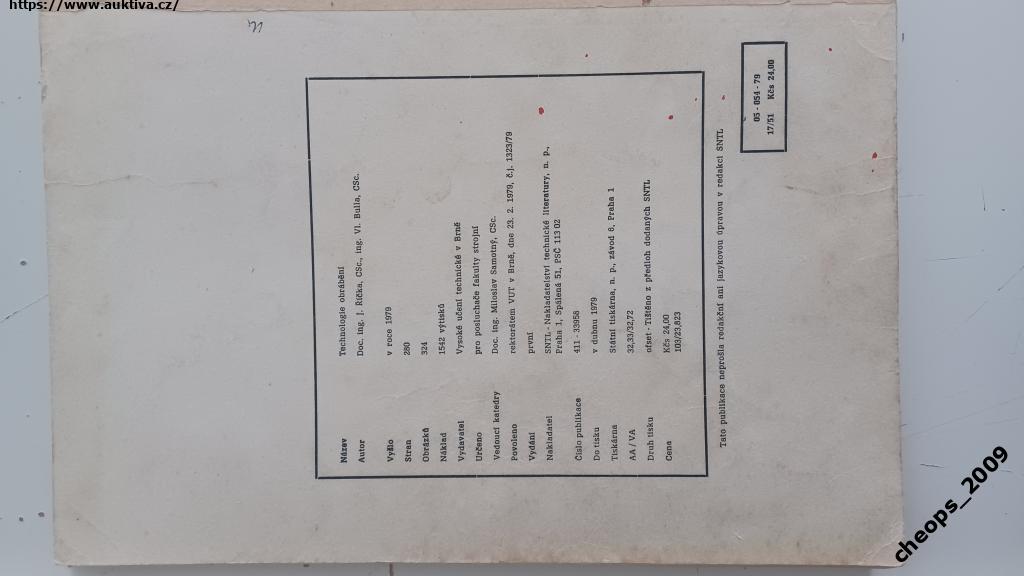 https://www.auktiva.cz/
Název Technologie obrábění
Autor Doc. ing. J. Říčka, CSc., ing. Vl. Bulla, CSc.
Vyšlo v roce 1979
Stran 280
Obrázků 324
Náklad 1542 výtisků
Vydavatel Vysoké učení technické v Brně
Určeno pro posluchače fakulty strojní
Vedoucí katedry Doc. ing. Miloslav Samotný, CSc.
Povoleno rektorátem VUT v Brně, dne 23. 2. 1979, č.j. 1323/79
Vydání první
Nakladatel SNTL - Nakladatelství technické literatury, n. p.,
Praha 1, Spálená 51, PSČ 113 02
Číslo publikace 411 - 33958
Do tisku v dubnu 1979
Tiskárna Státní tiskárna, n. p., závod 6, Praha 1
AA / VA 32,33/32,72
Druh tisku ofset - Tištěno z předloh dodaných SNTL
Cena Kčs 24,00
103/23,823
Tato publikace neprošla redakční ani jazykovou úpravou v redakci SNTL
05 - 054 - 79
17/51 Kčs 24,00
cheops_2009